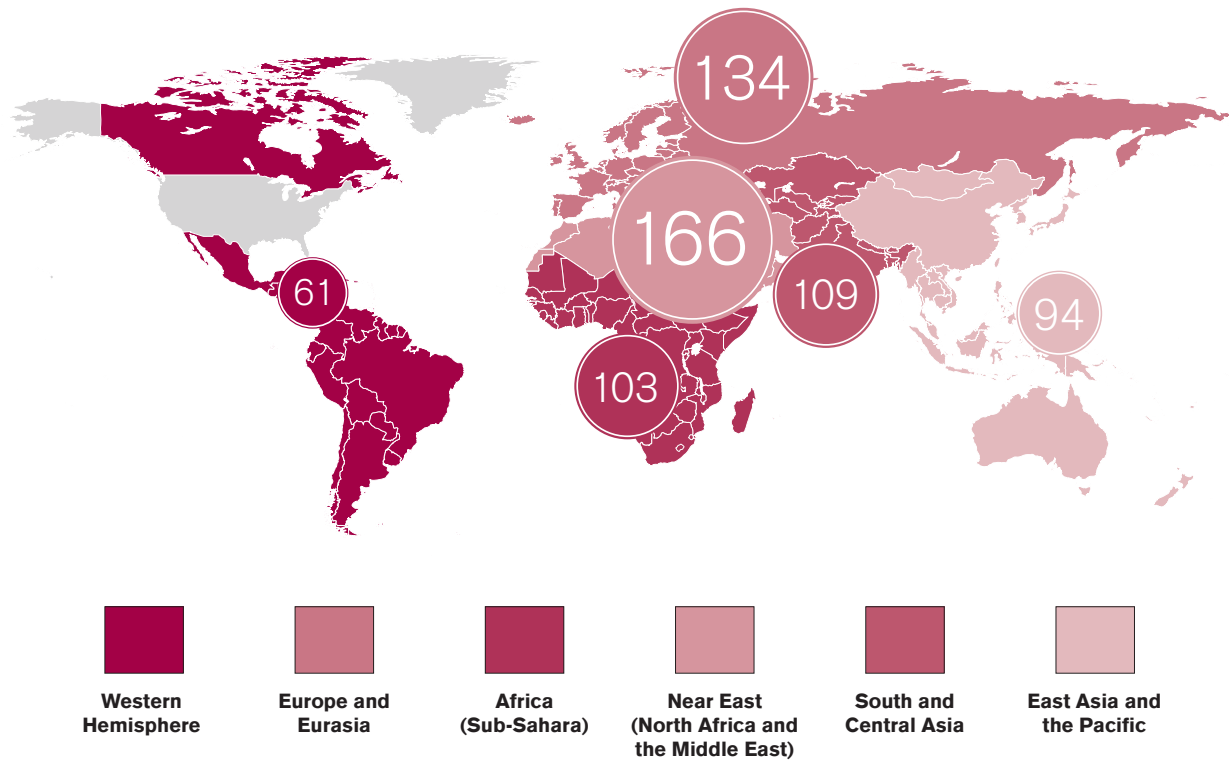 134
166
61
109
94
103
Western
Hemisphere
Europe and
Eurasia
Africa
(Sub-Sahara)
Near East
(North Africa and
the Middle East)
South and
Central Asia
East Asia and
the Pacific